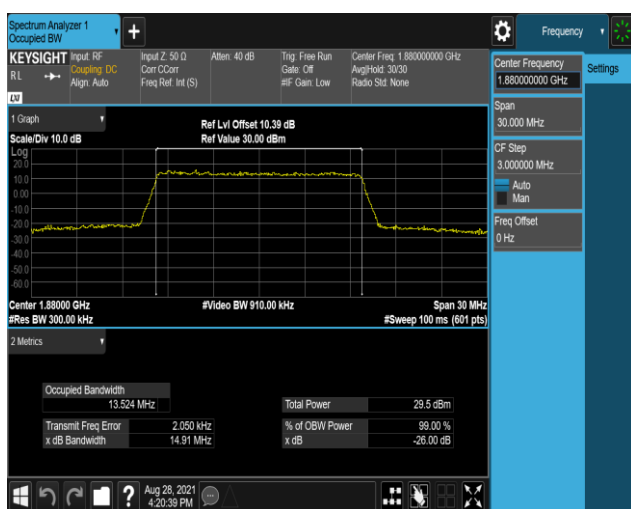 Spectrum Analyzer 1
Occupied BW
+
Frequency
KEYSIGHT
RL
LXI
Input: RF
Coupling: DC
Align: Auto
Input Z: 50 Ω
Corr CCorr
Freq Ref: Int (S)
Atten: 40 dB
Trig: Free Run
Gate: Off
#IF Gain: Low
Center Freq: 1.880000000 GHz
Avg|Hold: 30/30
Radio Std: None
Center Frequency
1.880000000 GHz
Settings
Span
30.000 MHz
CF Step
3.000000 MHz
Auto
Man
Freq Offset
0 Hz
1 Graph
Scale/Div 10.0 dB
Ref Lvl Offset 10.39 dB
Ref Value 30.00 dBm
Log
20.0
10.0
0.00
-10.0
-20.0
-30.0
-40.0
-50.0
-60.0
Center 1.88000 GHz
#Video BW 910.00 kHz
Span 30 MHz
#Res BW 300.00 kHz
#Sweep 100 ms (601 pts)
2 Metrics
Occupied Bandwidth
13.524 MHz
Total Power 29.5 dBm
Transmit Freq Error 2.050 kHz
% of OBW Power 99.00 %
x dB Bandwidth 14.91 MHz
x dB -26.00 dB
?
Aug 28, 2021
4:20:39 PM